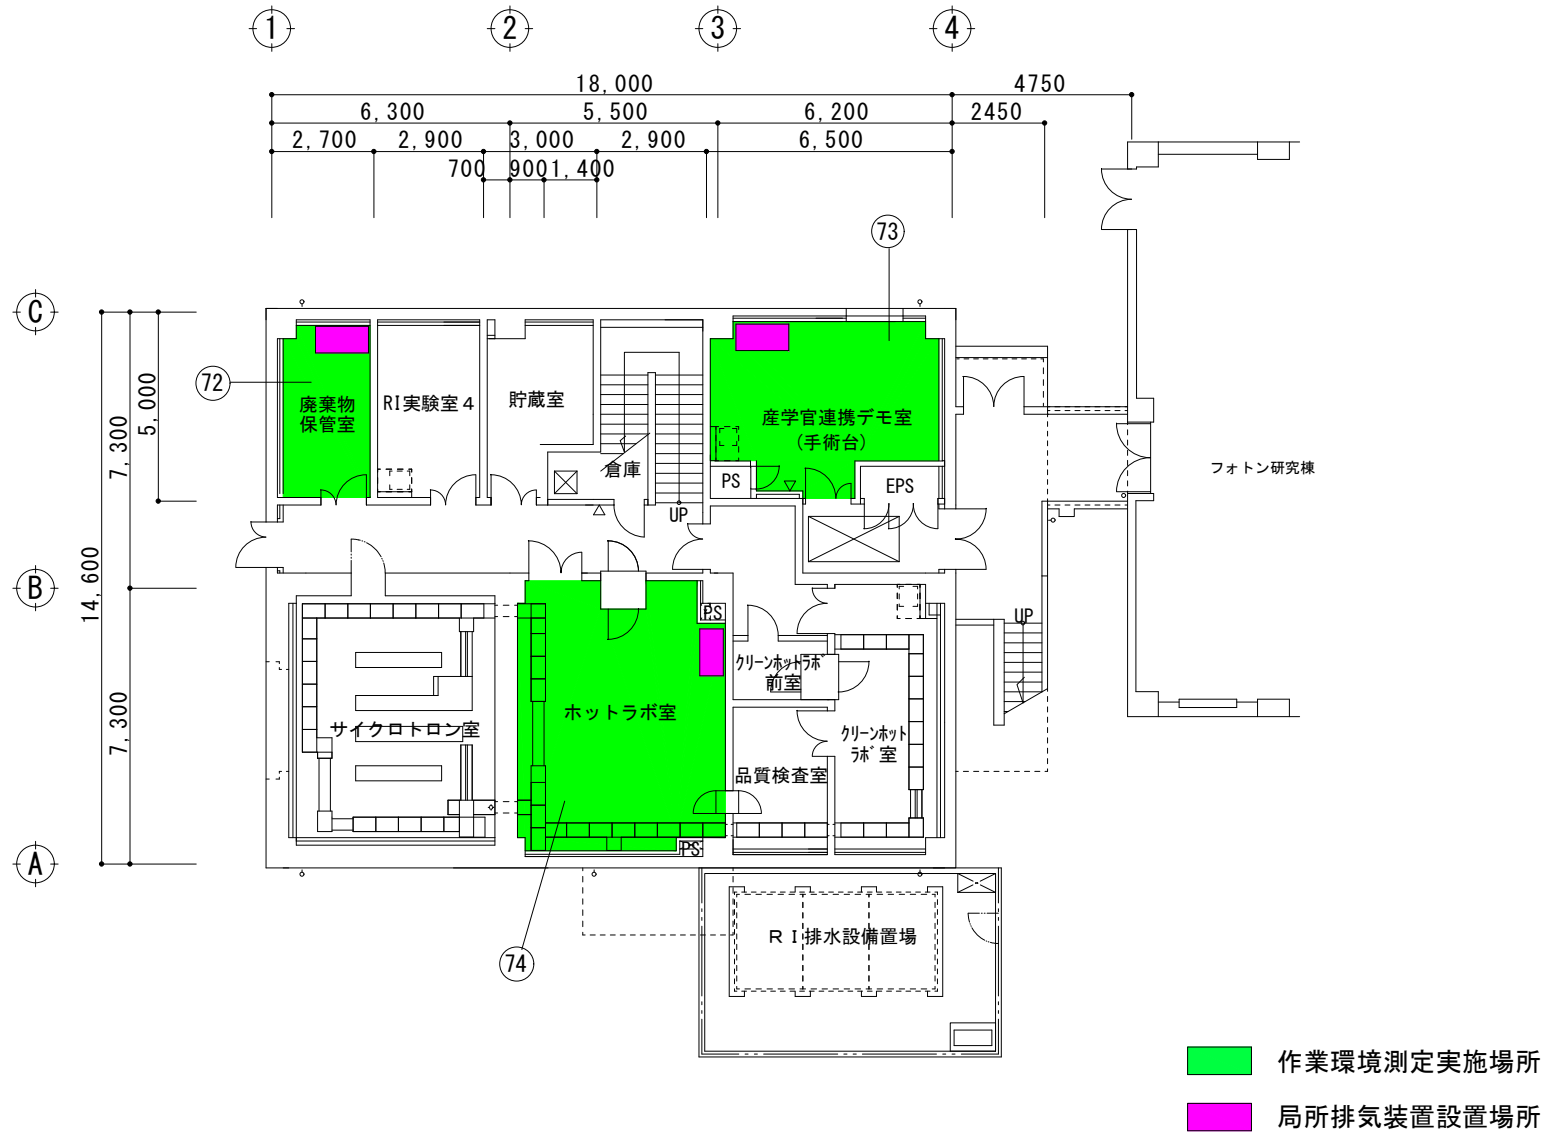 1 2 3 4
18,000 4750
6,300 5,500 6,200 2450
2,700 2,900 3,000 2,900 6,500
700 900 1,400
73
C
72
5,000
7,300
14,600
廃棄物
保管室
RI実験室４
貯蔵室
倉庫
産学官連携デモ室
(手術台)
PS
EPS
UP
フォトン研究棟
B
PS
UP
クリーンホットラボ
前室
ホットラボ室
サイクロトロン室
7,300
クリーンホット
ラボ室
品質検査室
A
PS
ＲＩ排水設備置場
74
作業環境測定実施場所
局所排気装置設置場所